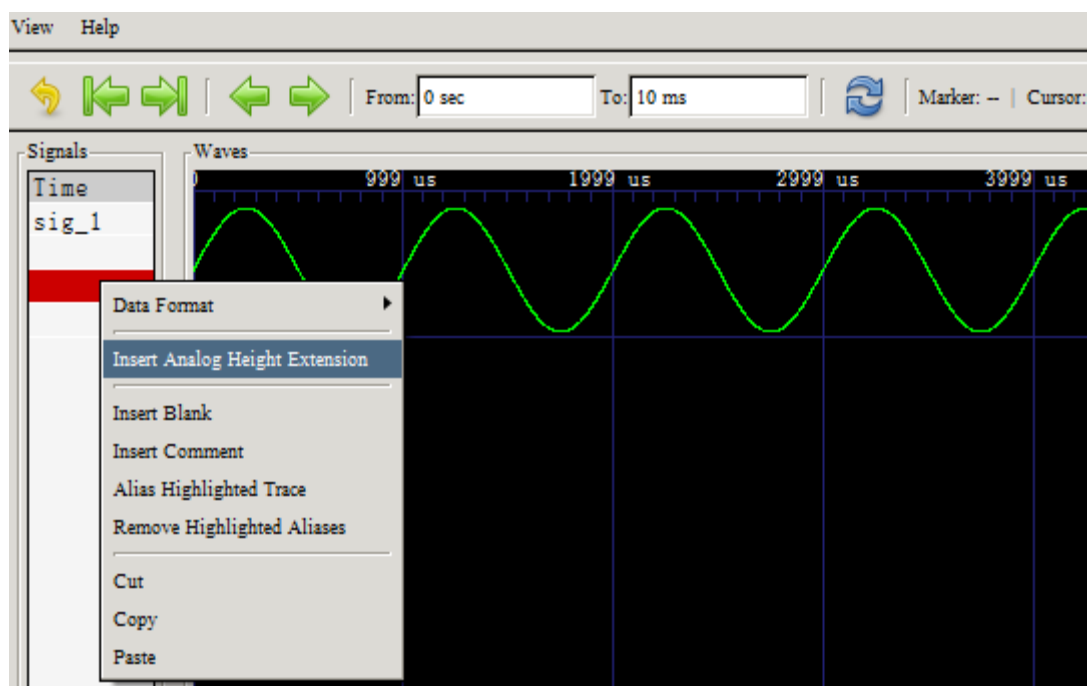 View Help
From: 0 sec To: 10 ms Marker: -- | Cursor:
Signals Waves
Time
0 999 us 1999 us 2999 us 3999 us
sig_1
Data Format
Insert Analog Height Extension
Insert Blank
Insert Comment
Alias Highlighted Trace
Remove Highlighted Aliases
Cut
Copy
Paste